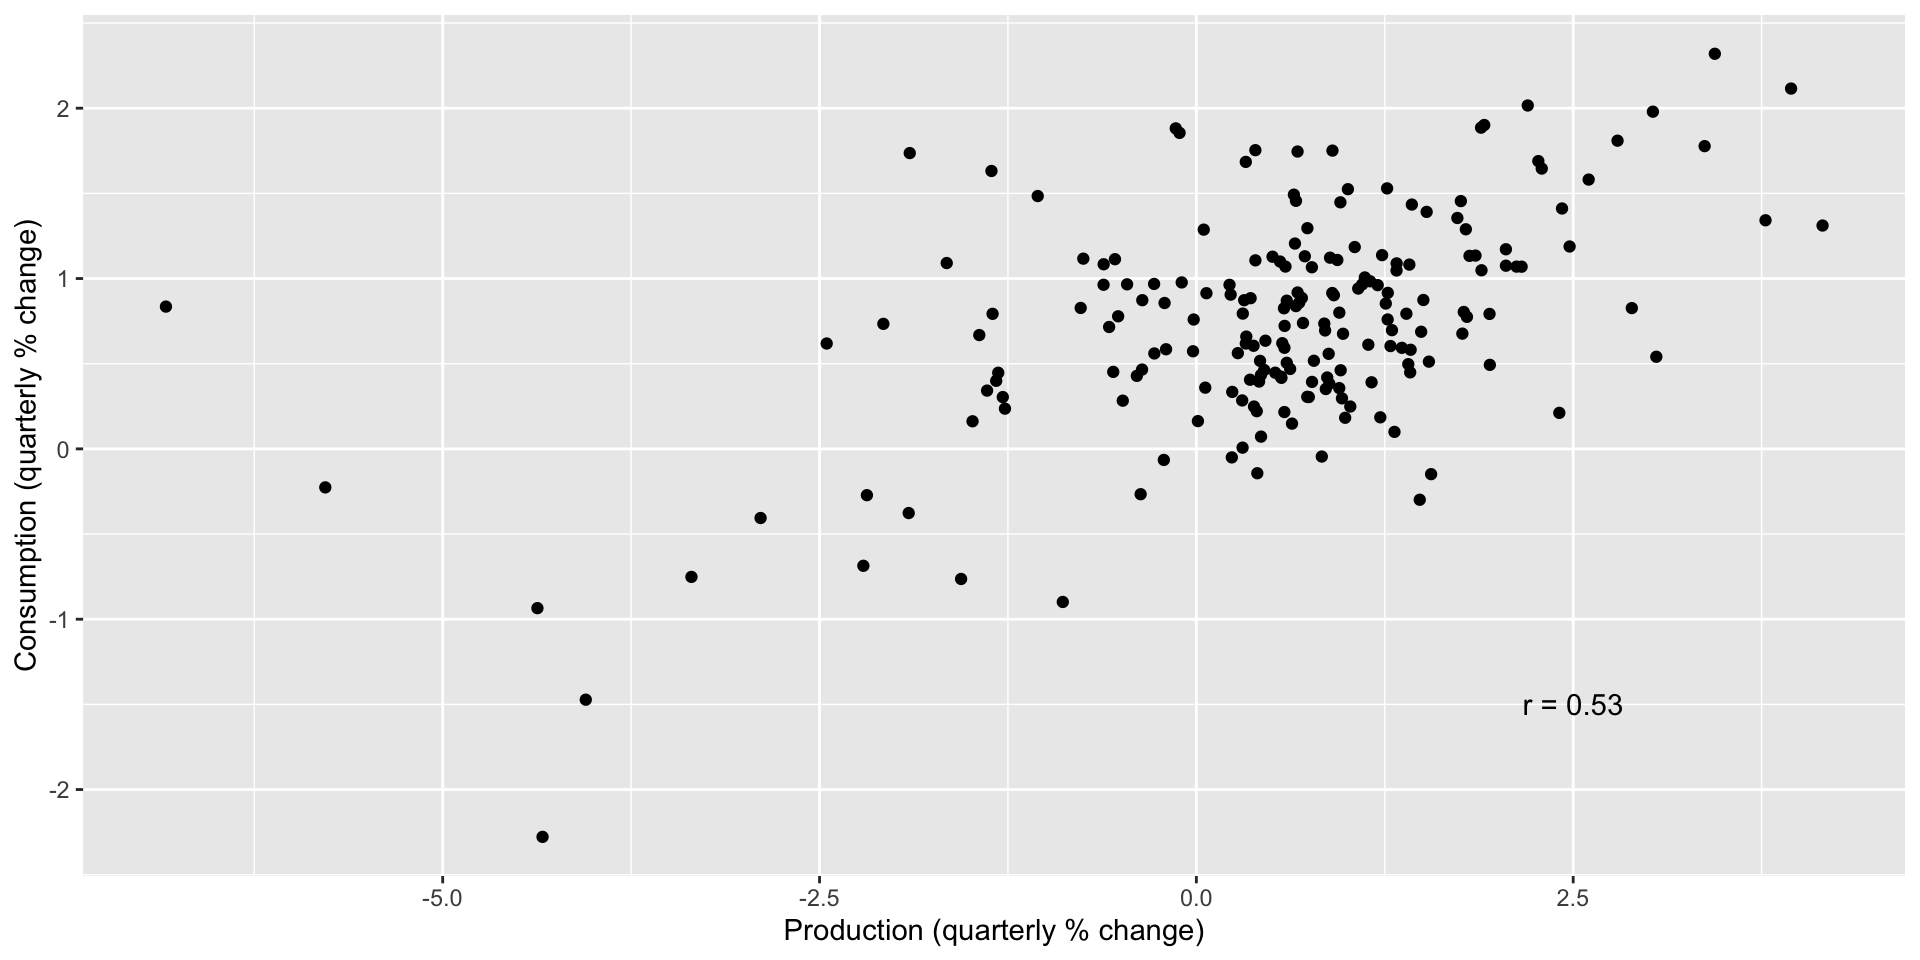 2
1
0
-1
-2
Consumption (quarterly % change)
r = 0.53
-5.0 -2.5 0.0 2.5
Production (quarterly % change)